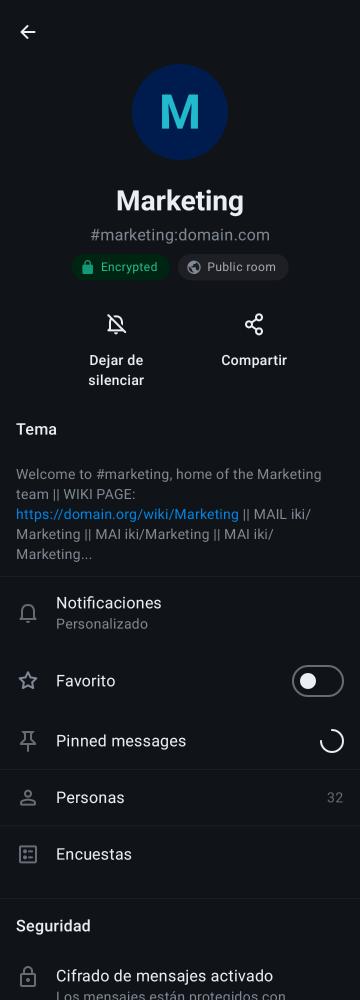 M
Marketing
#marketing:domain.com
Encrypted
Public room
Dejar de
silenciar
Compartir
Tema
Welcome to #marketing, home of the Marketing
team || WIKI PAGE:
https://domain.org/wiki/Marketing || MAIL iki/
Marketing || MAI iki/Marketing || MAI iki/
Marketing...
Notificaciones
Personalizado
Favorito
Pinned messages
Personas 32
Encuestas
Seguridad
Cifrado de mensajes activado
Los mensajes están protegidos con